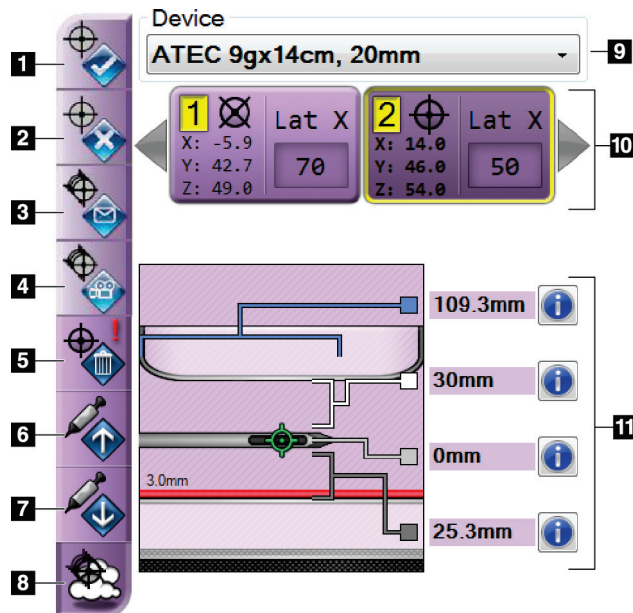 Device
ATEC 9gx14cm, 20mm
9
1
2
3
4
5
6
7
8
1
Lat X
X: -5.9
Y: 42.7
Z: 49.0
70
2
Lat X
X: 14.0
Y: 46.0
Z: 54.0
50
10
!
109.3mm
30mm
0mm
3.0mm
25.3mm
11